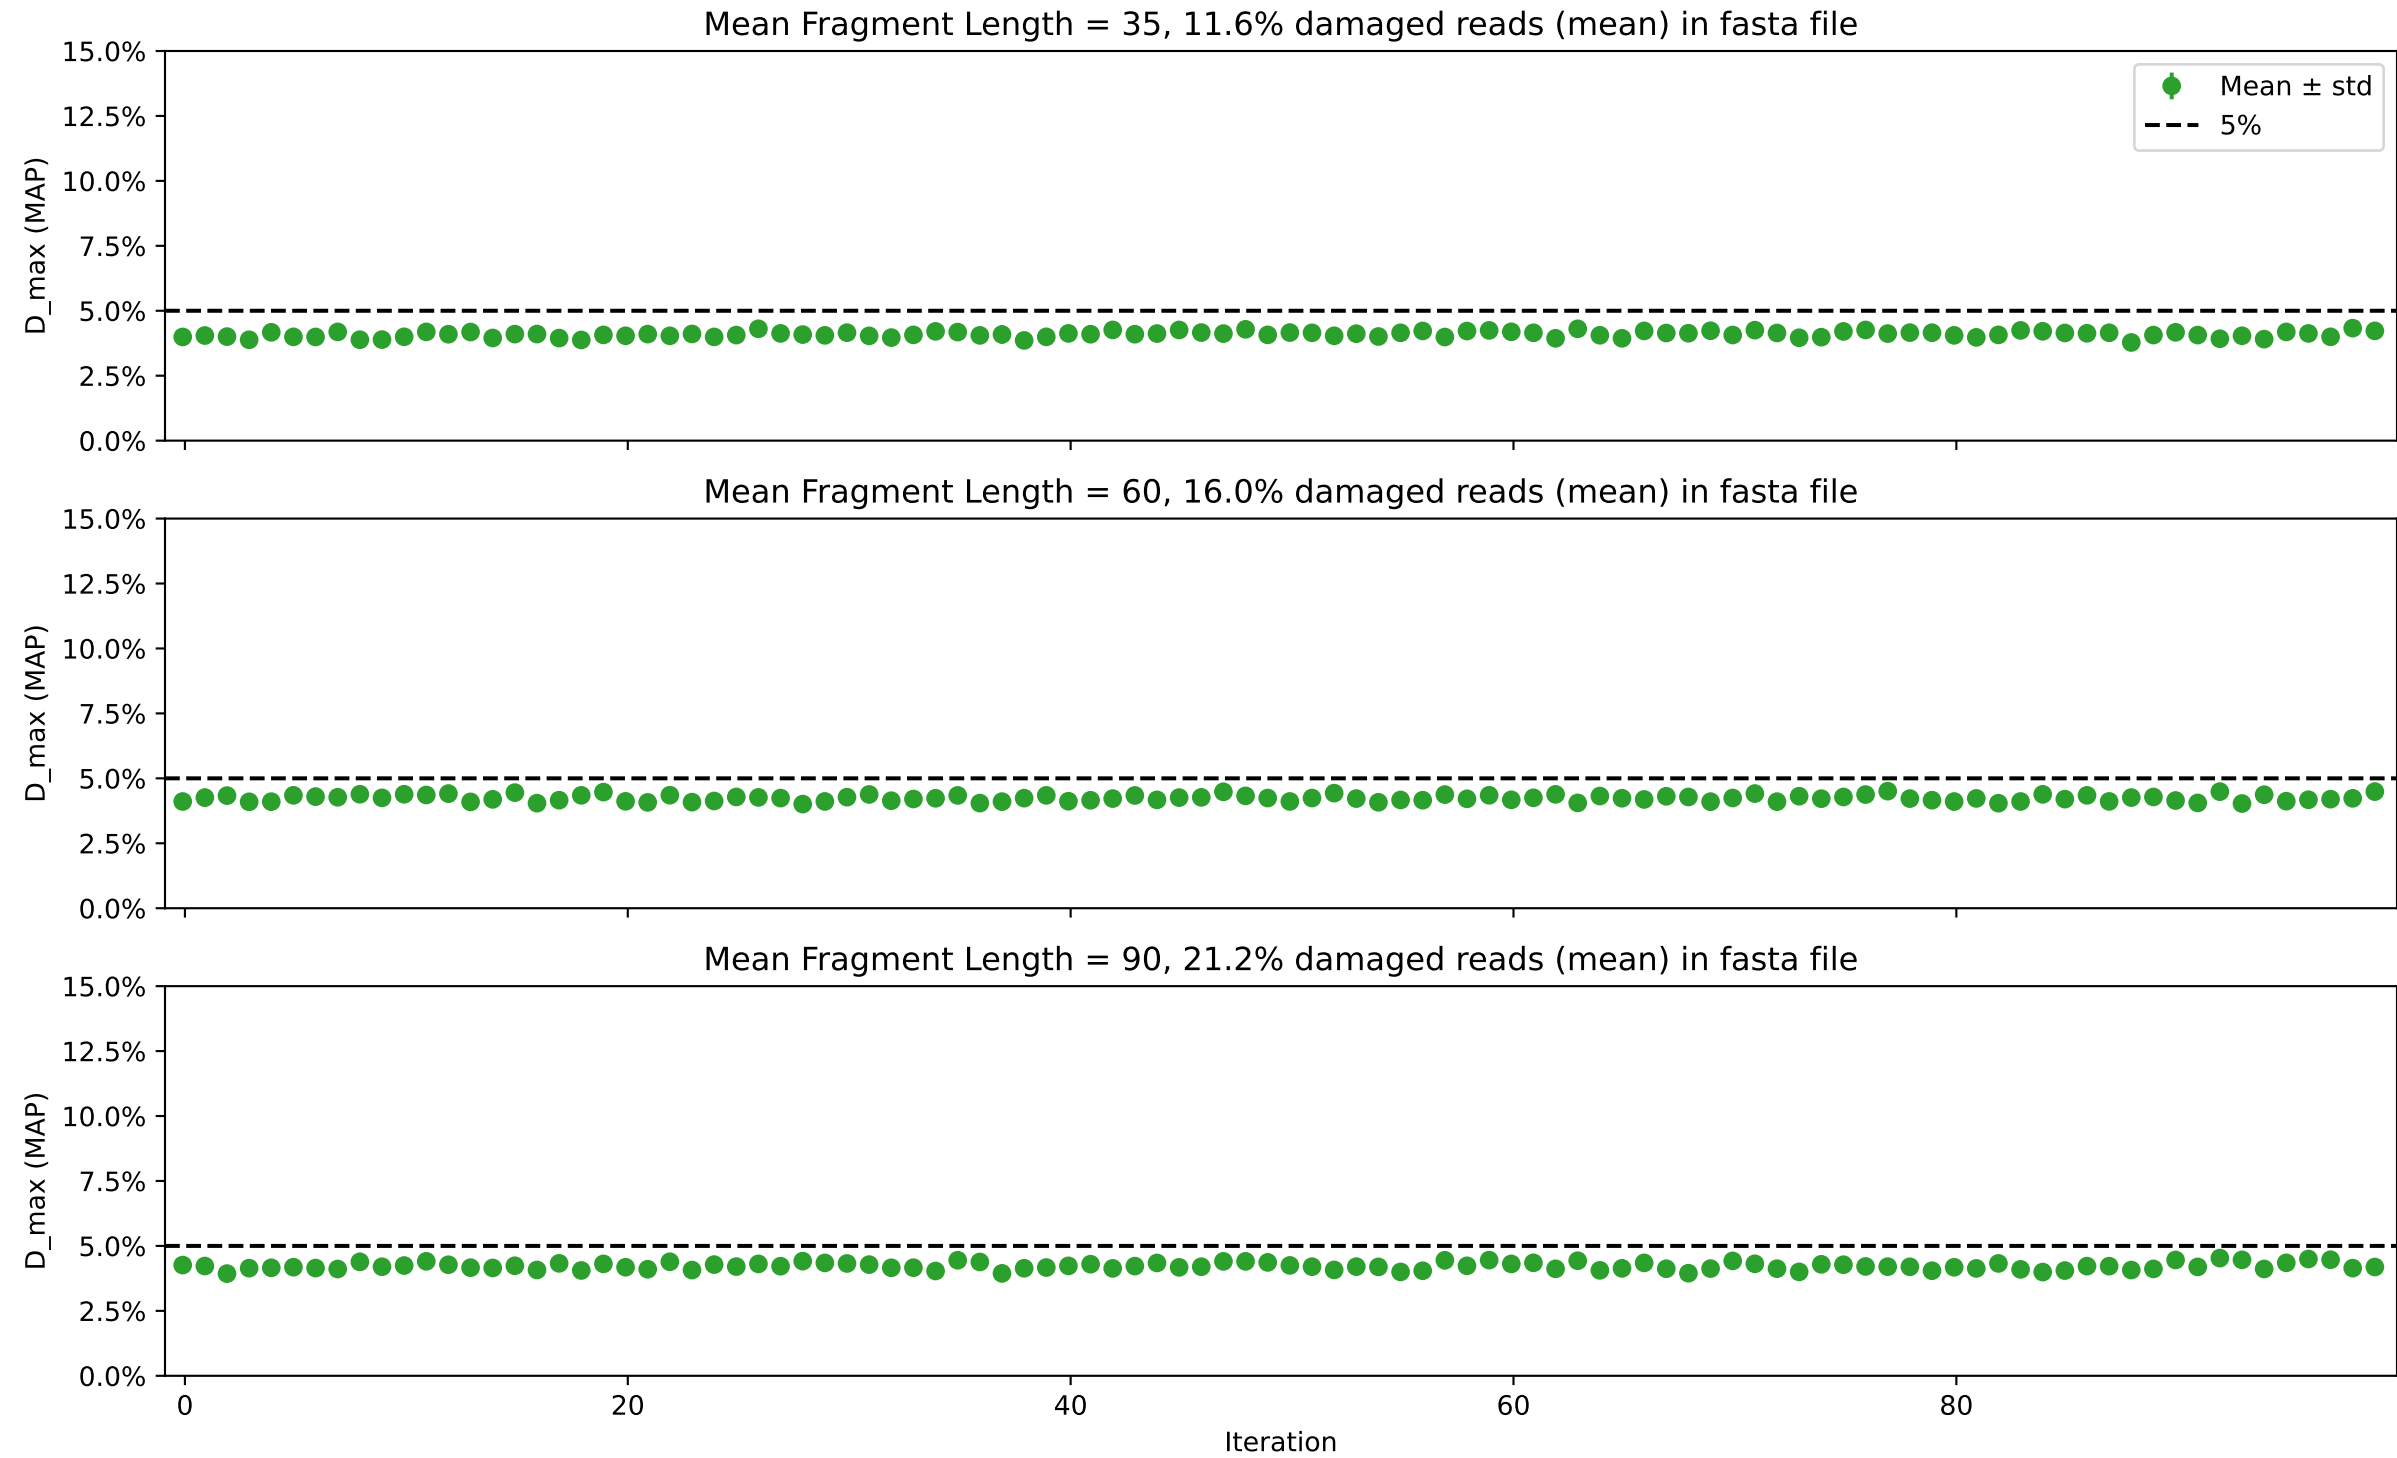 Mean Fragment Length = 35, 11.6% damaged reads (mean) in fasta file
15.0%
12.5%
10.0%
7.5%
5.0%
2.5%
0.0%
D_max (MAP)
Mean ± std
5%
Mean Fragment Length = 60, 16.0% damaged reads (mean) in fasta file
15.0%
12.5%
10.0%
7.5%
5.0%
2.5%
0.0%
D_max (MAP)
Mean Fragment Length = 90, 21.2% damaged reads (mean) in fasta file
15.0%
12.5%
10.0%
7.5%
5.0%
2.5%
0.0%
D_max (MAP)
0 20 40 60 80
Iteration